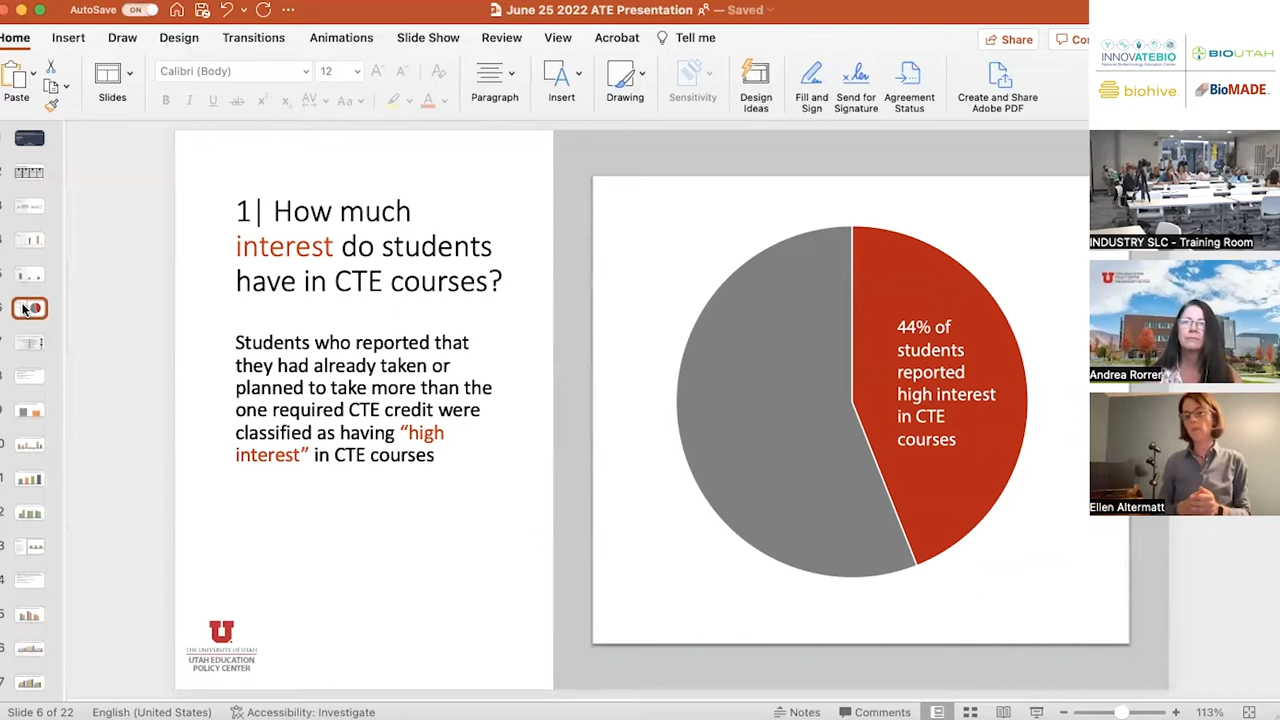 AutoSave ON
June 25 2022 ATE Presentation — Saved
Home Insert Draw Design Transitions Animations Slide Show Review View Acrobat Tell me
Share
Paste
Slides
Calibri (Body) 12
Paragraph
Insert
Drawing
Sensitivity
Design
Ideas
Fill and
Sign
Send for
Signature
Agreement
Status
Create and Share
Adobe PDF
INNOVATEBIO
BIOUTAH
biohive
BioMADE
1| How much
interest do students
have in CTE courses?
Students who reported that
they had already taken or
planned to take more than the
one required CTE credit were
classified as having “high
interest” in CTE courses
44% of
students
reported
high interest
in CTE
courses
THE UNIVERSITY OF UTAH
UTAH EDUCATION
POLICY CENTER
INDUSTRY SLC - Training Room
Andrea Rorrer
Ellen Altermatt
Slide 6 of 22 English (United States) Accessibility: Investigate Notes Comments 113%